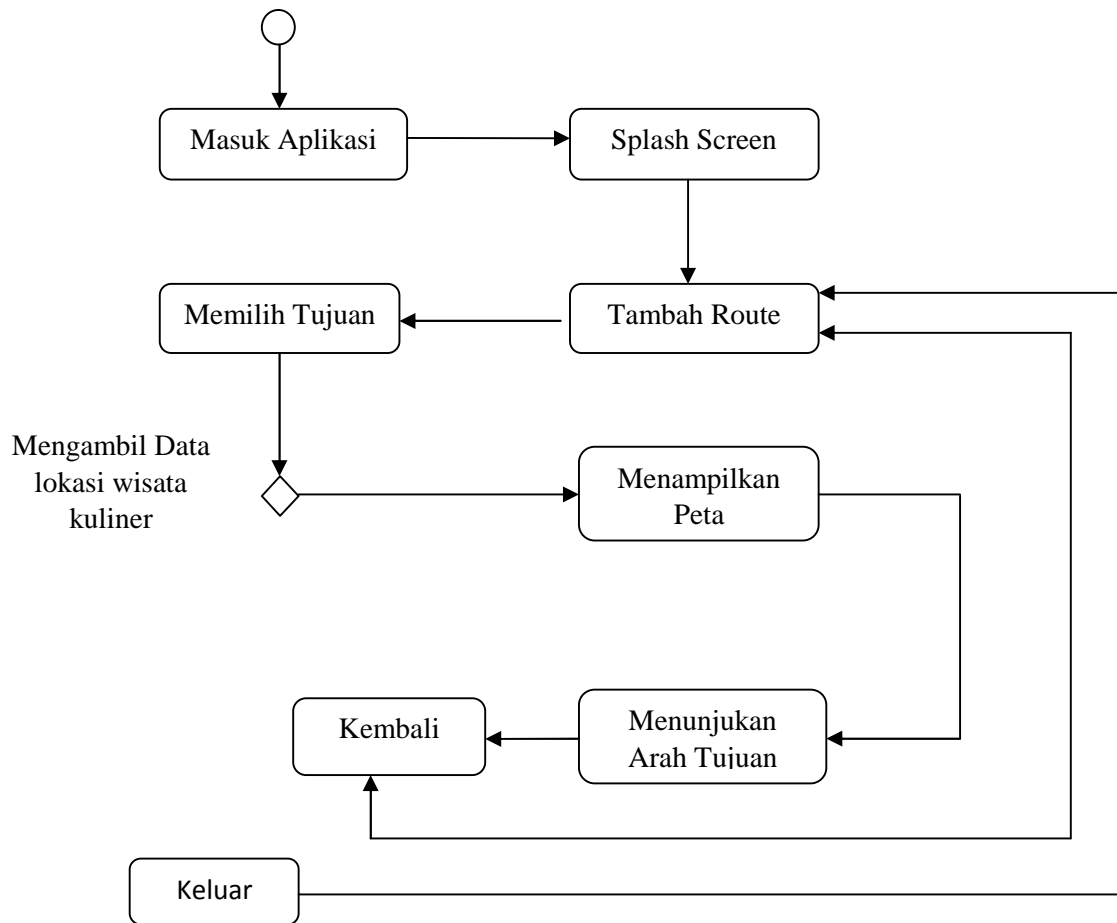 Masuk Aplikasi
Splash Screen
Memilih Tujuan
Tambah Route
Mengambil Data
lokasi wisata
kuliner
Menampilkan
Peta
Kembali
Menunjukan
Arah Tujuan
Keluar